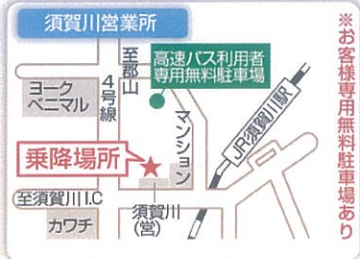 須賀川営業所
至郡山
4号線
高速バス利用者
専用無料駐車場
ヨーク
ベニマル
マンション
JR須賀川駅
乗降場所
至須賀川I.C
須賀川
(営)
カワチ
※お客様専用無料駐車場あり